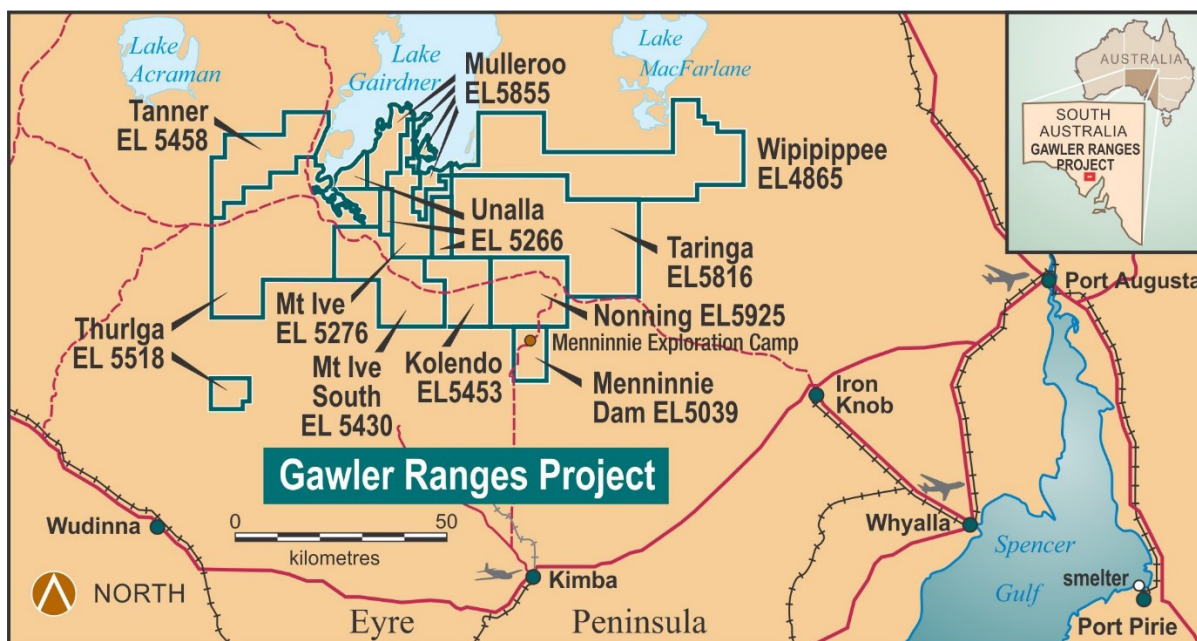 Lake
Acraman
Lake
Gairdner
Mulleroo
EL5855
Lake
MacFarlane
AUSTRALIA
SOUTH
AUSTRALIA
GAWLER RANGES
PROJECT
Tanner
EL 5458
Wipipippee
EL4865
Unalla
EL 5266
Taringa
EL5816
Port Augusta
Thurlga
EL 5518
Mt Ive
EL 5276
Mt Ive
South
EL 5430
Kolendo
EL5453
Nonning EL5925
Menninnie Exploration Camp
Menninnie
Dam EL5039
Iron
Knob
Gawler Ranges Project
0 50
kilometres
Wudinna
Whyalla
Spencer
Gulf
smelter
Port Pirie
Kimba
NORTH
Eyre Peninsula